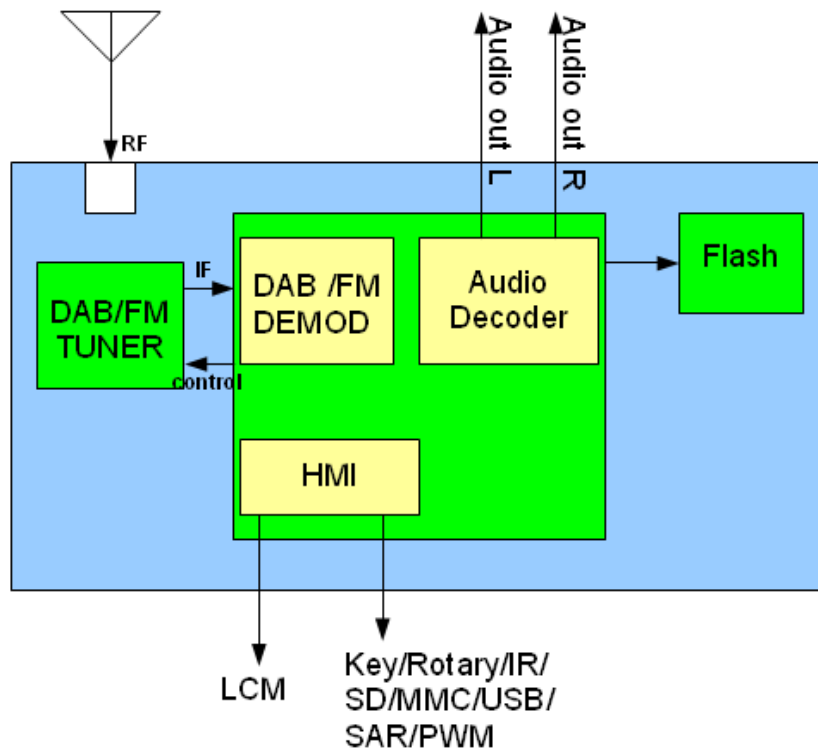 Audio out L
Audio out R
RF
DAB/FM
TUNER
IF
control
DAB /FM
DEMOD
Audio
Decoder
Flash
HMI
LCM
Key/Rotary/IR/
SD/MMC/USB/
SAR/PWM